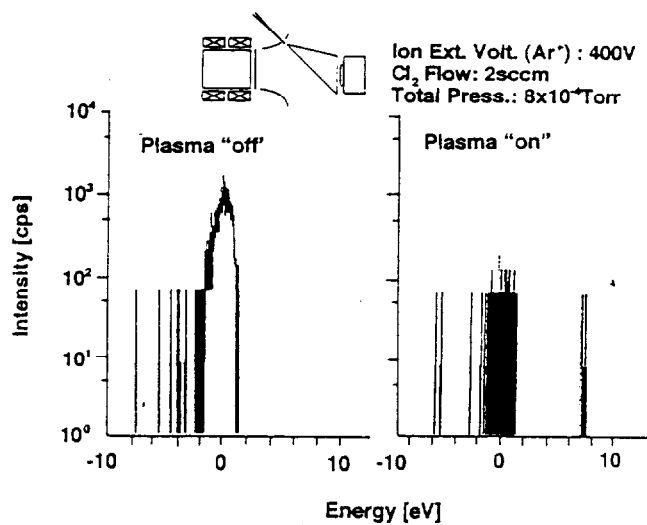 Ion Ext. Volt. (Ar⁺) : 400V
Cl₂ Flow: 2sccm
Total Press.: 8x10⁻⁴Torr
Plasma “off'
Plasma “on”
Intensity [cps]
10⁴
10³
10²
10¹
10⁰
-10
0
10
-10
0
10
Energy [eV]